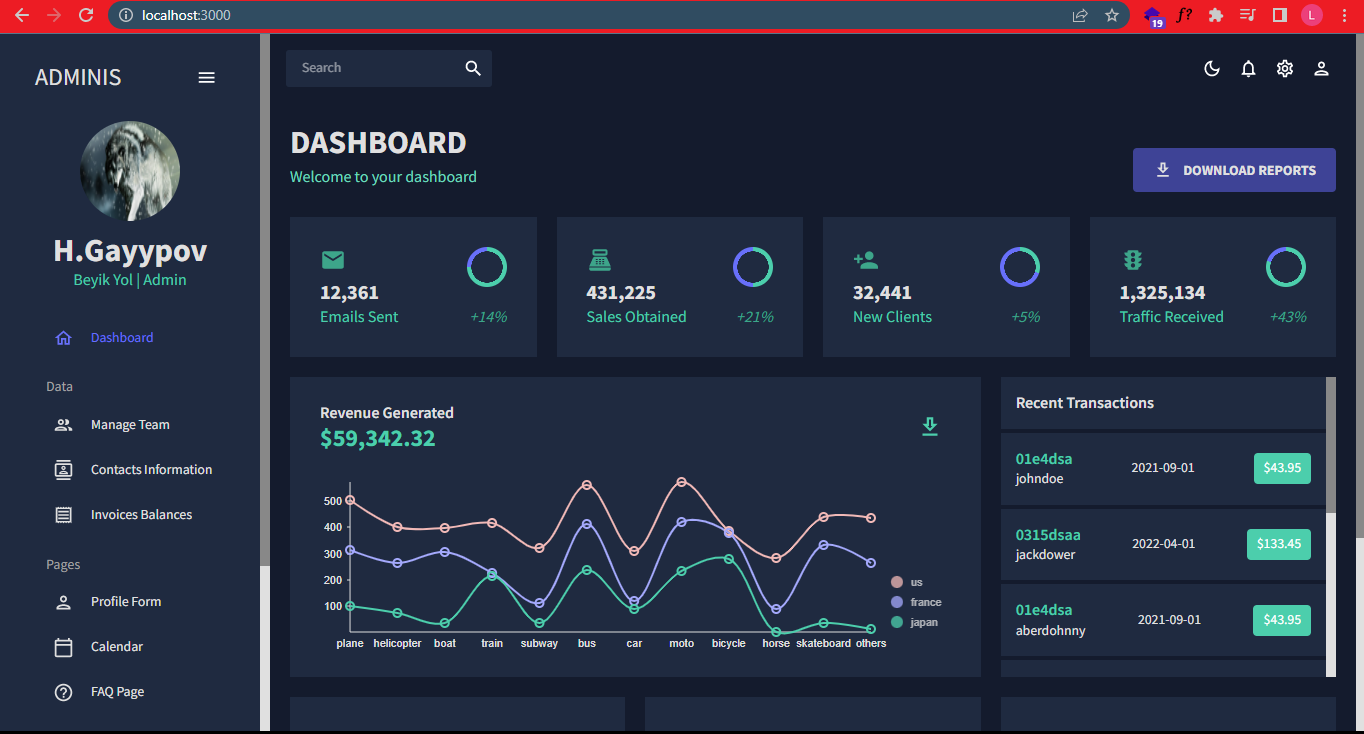 localhost:3000
19
f?
L
ADMINIS
Search
H.Gayypov
Beyik Yol | Admin
Dashboard
Data
Manage Team
Contacts Information
Invoices Balances
Pages
Profile Form
Calendar
FAQ Page
DASHBOARD
Welcome to your dashboard
DOWNLOAD REPORTS
12,361
Emails Sent
+14%
431,225
Sales Obtained
+21%
32,441
New Clients
+5%
1,325,134
Traffic Received
+43%
Revenue Generated
$59,342.32
500
400
300
200
100
plane helicopter boat train subway bus car moto bicycle horse skateboard others
us
france
japan
Recent Transactions
01e4dsa
johndoe
2021-09-01
$43.95
0315dsaa
jackdower
2022-04-01
$133.45
01e4dsa
aberdohnny
2021-09-01
$43.95